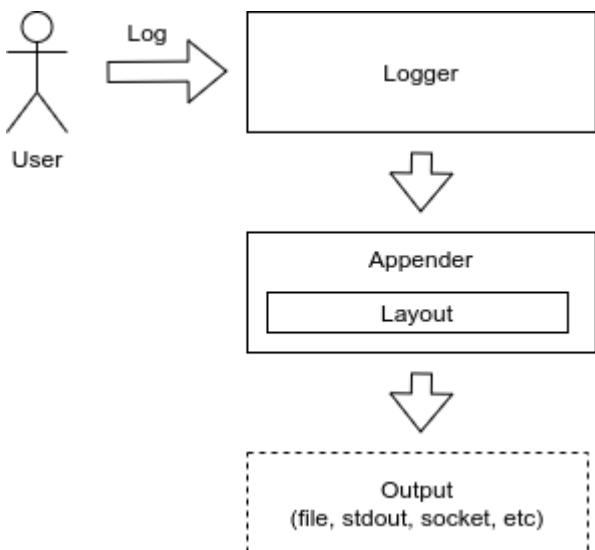 Log
Logger
User
Appender
Layout
Output
(file, stdout, socket, etc)